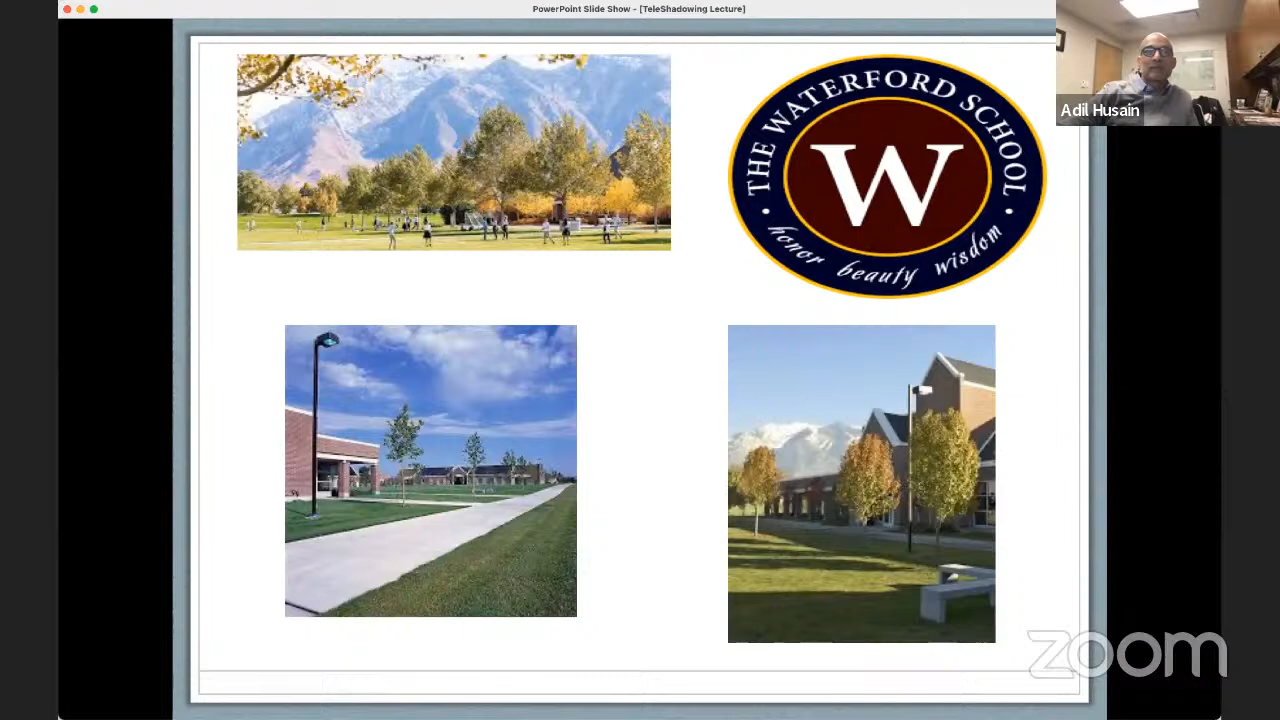 PowerPoint Slide Show - [TeleShadowing Lecture]
THE WATERFORD SCHOOL
W
honor beauty wisdom
Adil Husain
zoom